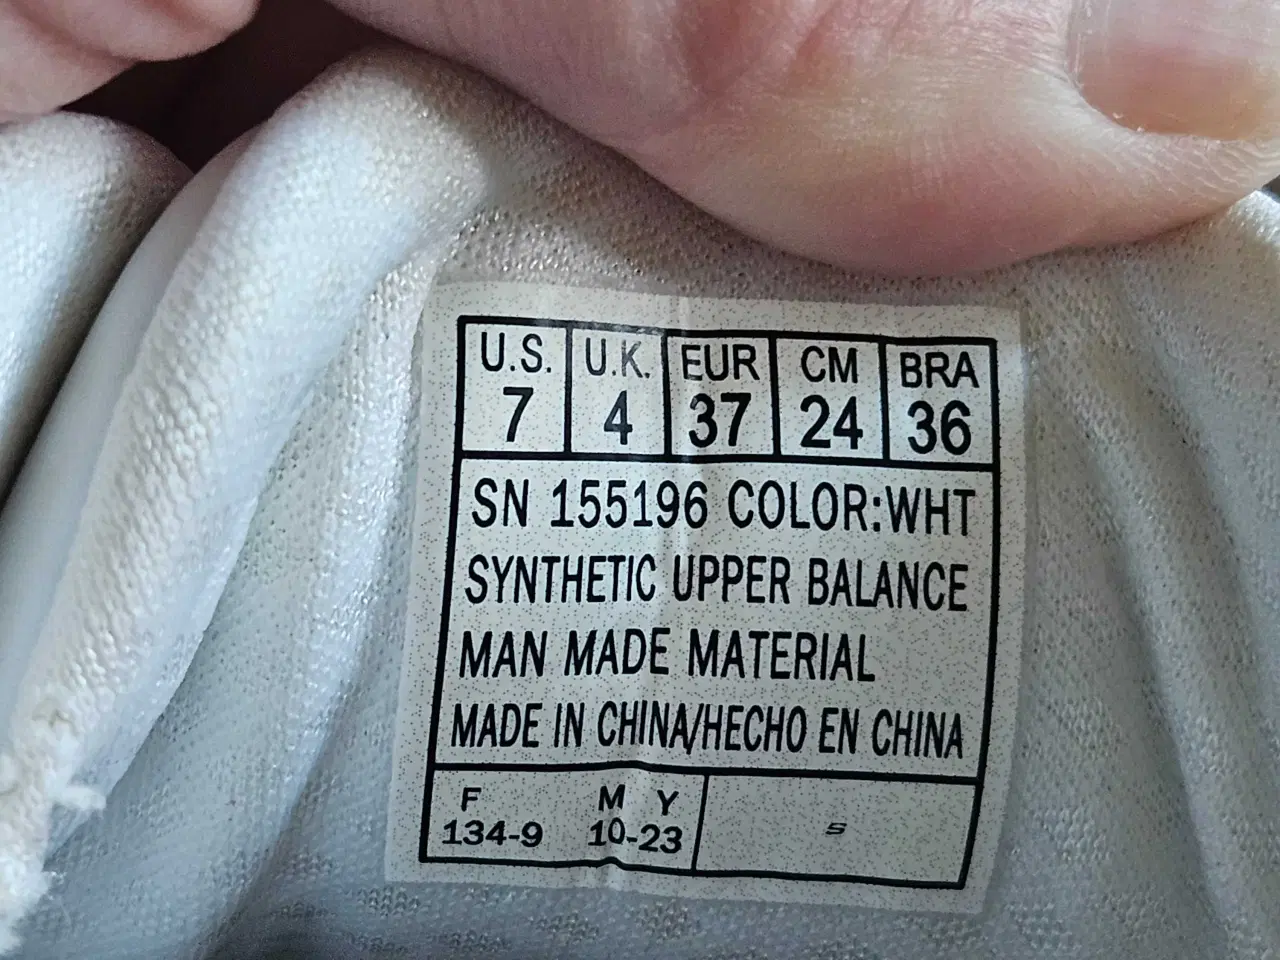 U.S. U.K. EUR CM BRA
7 4 37 24 36
SN 155196 COLOR:WHT
SYNTHETIC UPPER BALANCE
MAN MADE MATERIAL
MADE IN CHINA/HECHO EN CHINA
F M Y
134-9 10-23 S